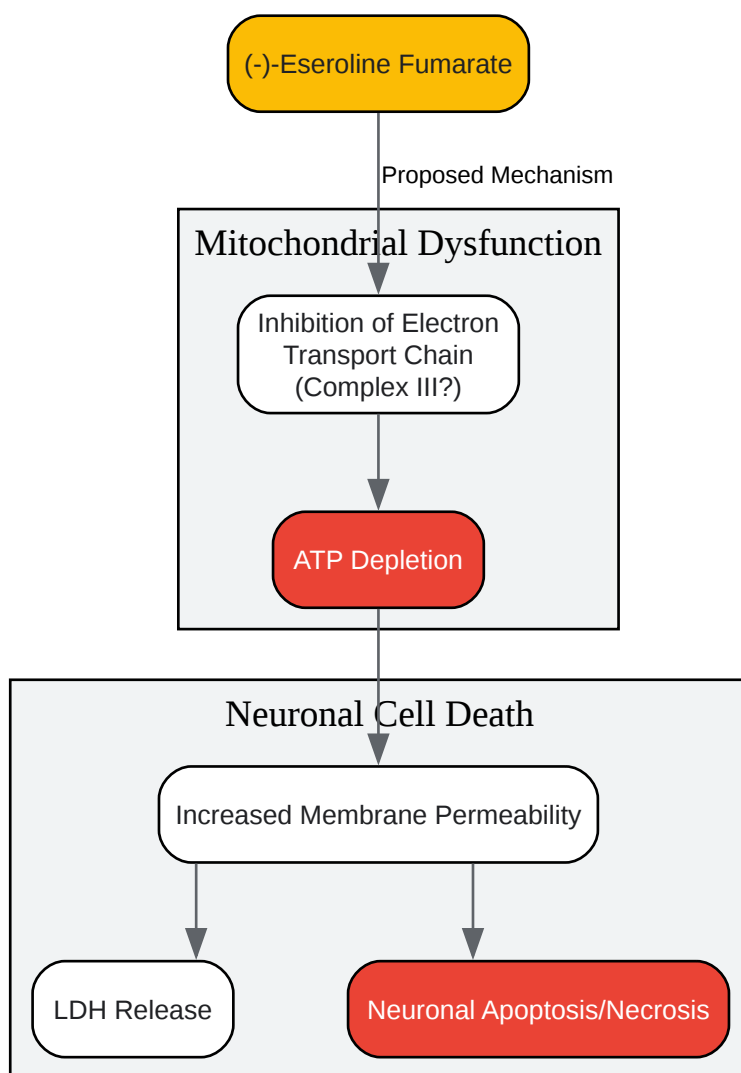 (-)-Eseroline Fumarate
Proposed Mechanism
Mitochondrial Dysfunction
Inhibition of Electron
Transport Chain
(Complex III?)
ATP Depletion
Neuronal Cell Death
Increased Membrane Permeability
LDH Release
Neuronal Apoptosis/Necrosis